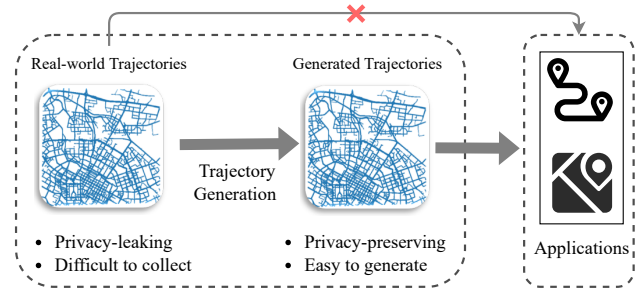 Real-world Trajectories
Generated Trajectories
Trajectory
Generation
• Privacy-leaking
• Difficult to collect
• Privacy-preserving
• Easy to generate
Applications